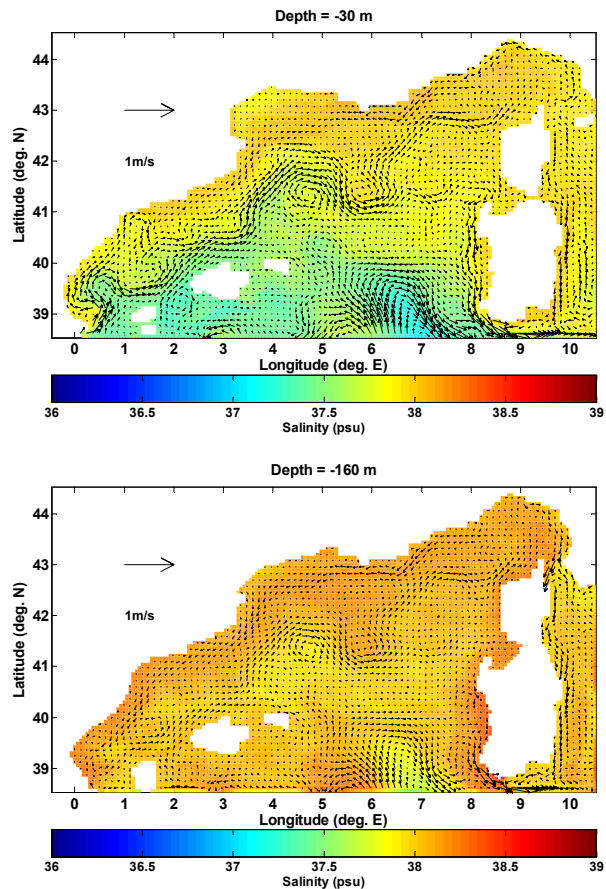 Depth = -30 m
44
43
42
41
40
39
1m/s
Latitude (deg. N)
0 1 2 3 4 5 6 7 8 9 10
Longitude (deg. E)
36 36.5 37 37.5 38 38.5 39
Salinity (psu)
Depth = -160 m
44
43
42
41
40
39
1m/s
Latitude (deg. N)
0 1 2 3 4 5 6 7 8 9 10
Longitude (deg. E)
36 36.5 37 37.5 38 38.5 39
Salinity (psu)